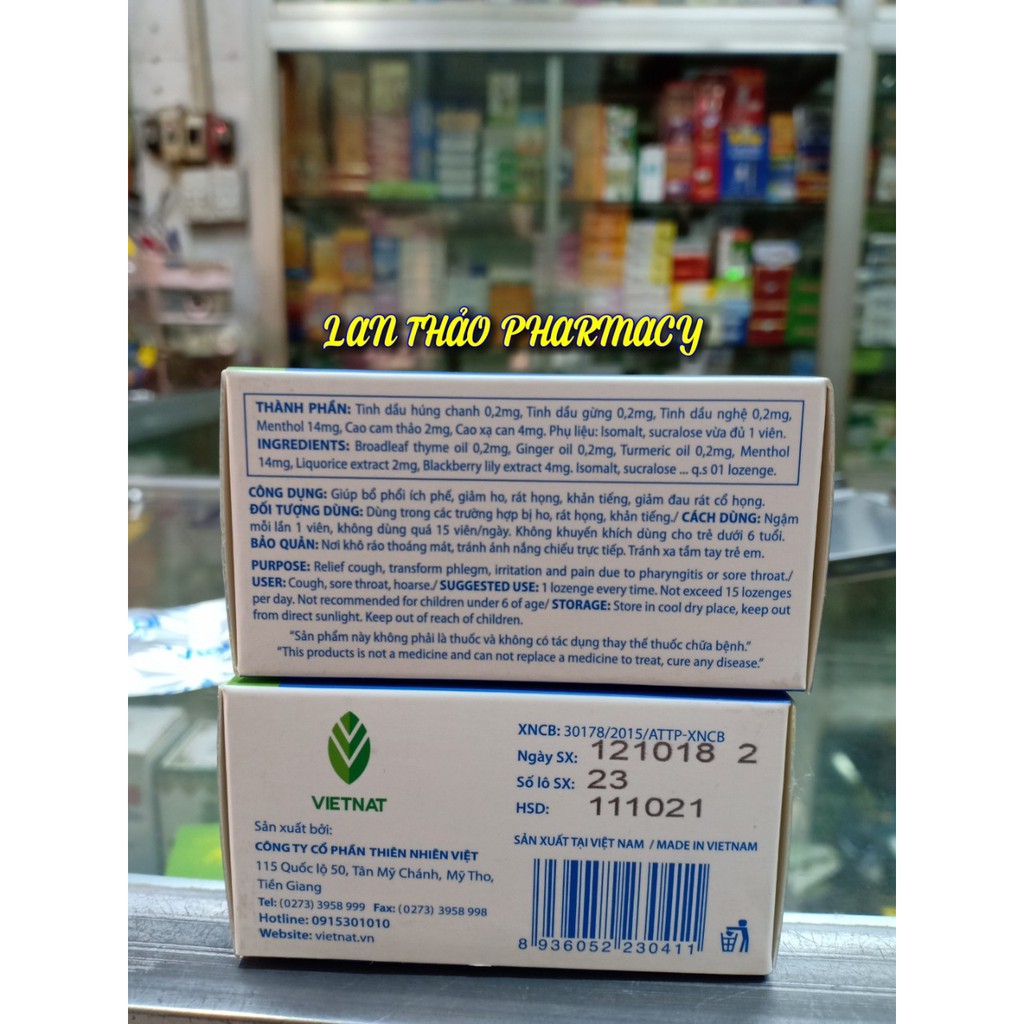 LAN THẢO PHARMACY
THÀNH PHẦN: Tinh dầu húng chanh 0,2mg, Tinh dầu gừng 0,2mg, Tinh dầu nghệ 0,2mg,
Menthol 14mg, Cao cam thảo 2mg, Cao xạ can 4mg. Phụ liệu: Isomalt, sucralose vừa đủ 1 viên.
INGREDIENTS: Broadleaf thyme oil 0,2mg, Ginger oil 0,2mg, Turmeric oil 0,2mg, Menthol
14mg, Liquorice extract 2mg, Blackberry lily extract 4mg. Isomalt, sucralose ... q.s 01 lozenge.
CÔNG DỤNG: Giúp bổ phổi ích phế, giảm ho, rát họng, khản tiếng, giảm đau rát cổ họng.
ĐỐI TƯỢNG DÙNG: Dùng trong các trường hợp bị ho, rát họng, khản tiếng./ CÁCH DÙNG: Ngậm
mỗi lần 1 viên, không dùng quá 15 viên/ngày. Không khuyến khích dùng cho trẻ dưới 6 tuổi.
BẢO QUẢN: Nơi khô ráo thoáng mát, tránh ánh nắng chiếu trực tiếp. Tránh xa tầm tay trẻ em.
PURPOSE: Relief cough, transform phlegm, irritation and pain due to pharyngitis or sore throat./
USER: Cough, sore throat, hoarse./ SUGGESTED USE: 1 lozenge every time. Not exceed 15 lozenges
per day. Not recommended for children under 6 of age/ STORAGE: Store in cool dry place, keep out
from direct sunlight. Keep out of reach of children.
"Sản phẩm này không phải là thuốc và không có tác dụng thay thế thuốc chữa bệnh."
"This products is not a medicine and can not replace a medicine to treat, cure any disease."
VIETNAT
Sản xuất bởi:
CÔNG TY CỔ PHẦN THIÊN NHIÊN VIỆT
115 Quốc lộ 50, Tân Mỹ Chánh, Mỹ Tho,
Tiền Giang
Tel: (0273) 3958 999 Fax: (0273) 3958 998
Hotline: 0915301010
Website: vietnat.vn
XNCB: 30178/2015/ATTP-XNCB
Ngày SX: 121018 2
Số lô SX: 23
HSD: 111021
SẢN XUẤT TẠI VIỆT NAM / MADE IN VIETNAM
8 936052 230411